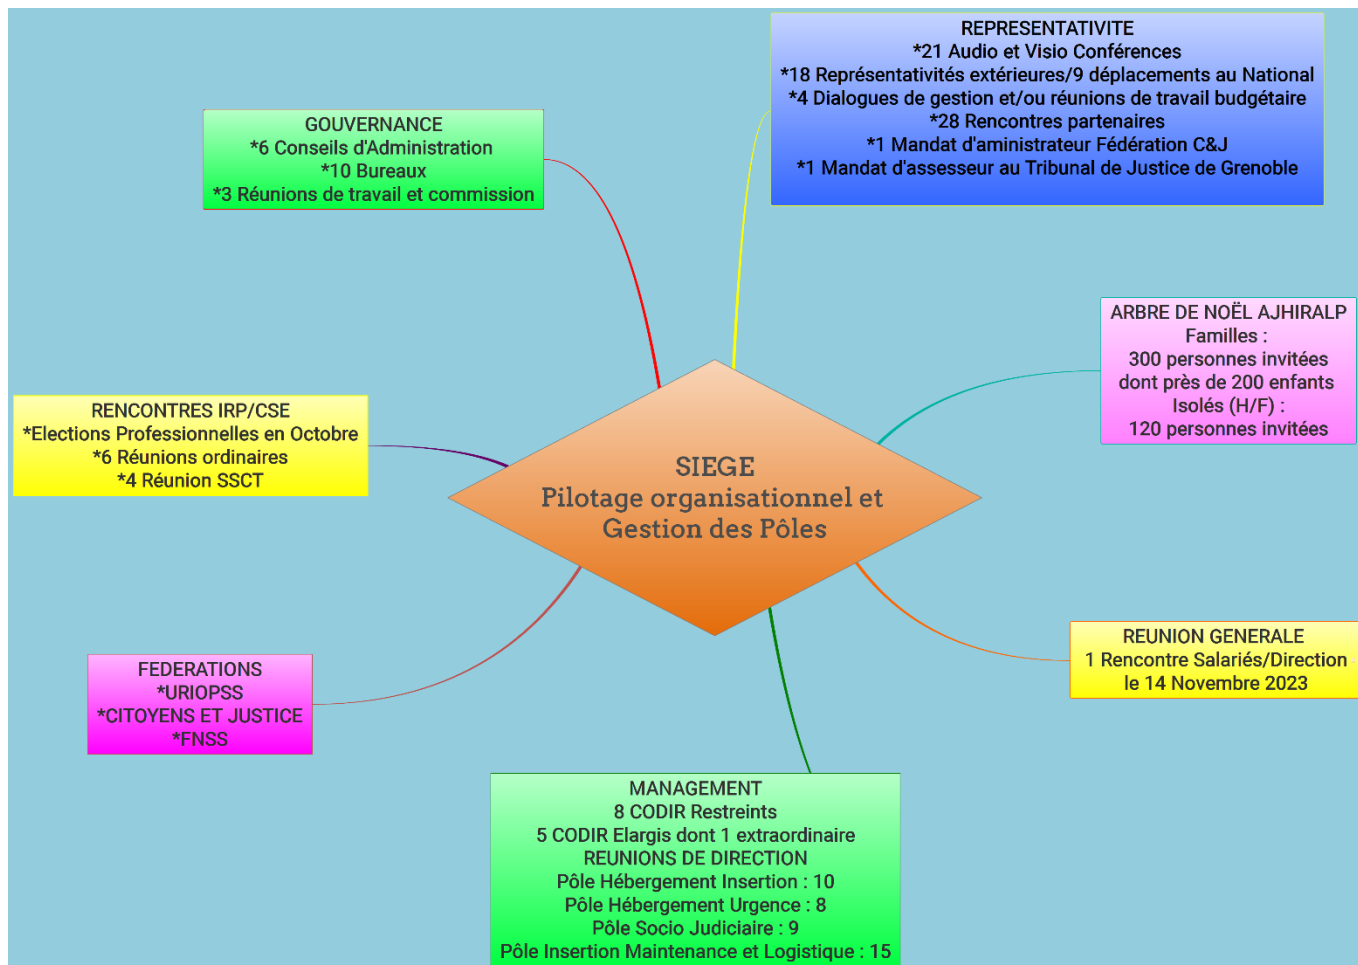 REPRESENTATIVITE
*21 Audio et Visio Conférences
*18 Représentativités extérieures/9 déplacements au National
*4 Dialogues de gestion et/ou réunions de travail budgétaire
*28 Rencontres partenaires
*1 Mandat d'aministrateur Fédération C&J
*1 Mandat d'assesseur au Tribunal de Justice de Grenoble
GOUVERNANCE
*6 Conseils d'Administration
*10 Bureaux
*3 Réunions de travail et commission
ARBRE DE NOËL AJHIRALP
Familles :
300 personnes invitées
dont près de 200 enfants
Isolés (H/F) :
120 personnes invitées
RENCONTRES IRP/CSE
*Elections Professionnelles en Octobre
*6 Réunions ordinaires
*4 Réunion SSCT
SIEGE
Pilotage organisationnel et
Gestion des Pôles
REUNION GENERALE
1 Rencontre Salariés/Direction
le 14 Novembre 2023
FEDERATIONS
*URIOPSS
*CITOYENS ET JUSTICE
*FNSS
MANAGEMENT
8 CODIR Restreints
5 CODIR Elargis dont 1 extraordinaire
REUNIONS DE DIRECTION
Pôle Hébergement Insertion : 10
Pôle Hébergement Urgence : 8
Pôle Socio Judiciaire : 9
Pôle Insertion Maintenance et Logistique : 15